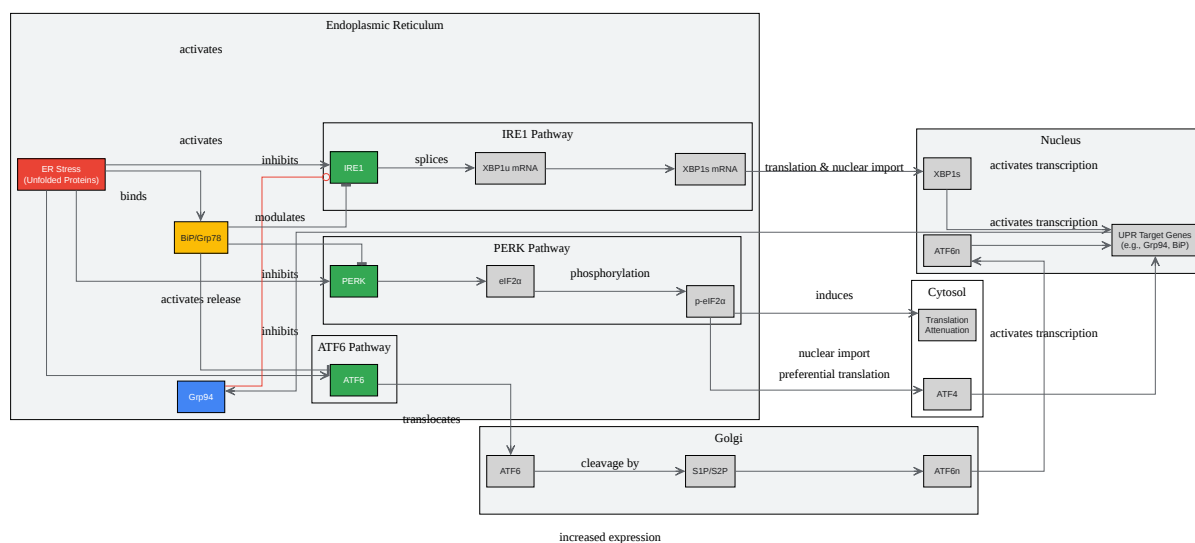 Endoplasmic Reticulum
activates
IRE1 Pathway
activates
Nucleus
ER Stress
(Unfolded Proteins)
inhibits
IRE1
splices
XBP1u mRNA
XBP1s mRNA
translation & nuclear import
XBP1s
activates transcription
binds
modulates
BiP/Grp78
activates transcription
UPR Target Genes
(e.g., Grp94, BiP)
PERK Pathway
ATF6n
inhibits
PERK
eIF2α
phosphorylation
p-eIF2α
induces
Cytosol
Translation
Attenuation
activates release
inhibits
activates transcription
ATF6 Pathway
nuclear import
preferential translation
ATF6
ATF4
Grp94
translocates
Golgi
ATF6
cleavage by
S1P/S2P
ATF6n
increased expression